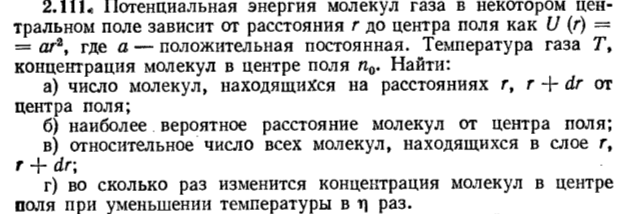 2.111. Потенциальная энергия молекул газа в некотором цен-
тральном поле зависит от расстояния r до центра поля как U (r) =
= ar², где a — положительная постоянная. Температура газа T,
концентрация молекул в центре поля n₀. Найти:
а) число молекул, находящихся на расстояниях r, r + dr от
центра поля;
б) наиболее вероятное расстояние молекул от центра поля;
в) относительное число всех молекул, находящихся в слое r,
r + dr;
г) во сколько раз изменится концентрация молекул в центре
поля при уменьшении температуры в η раз.